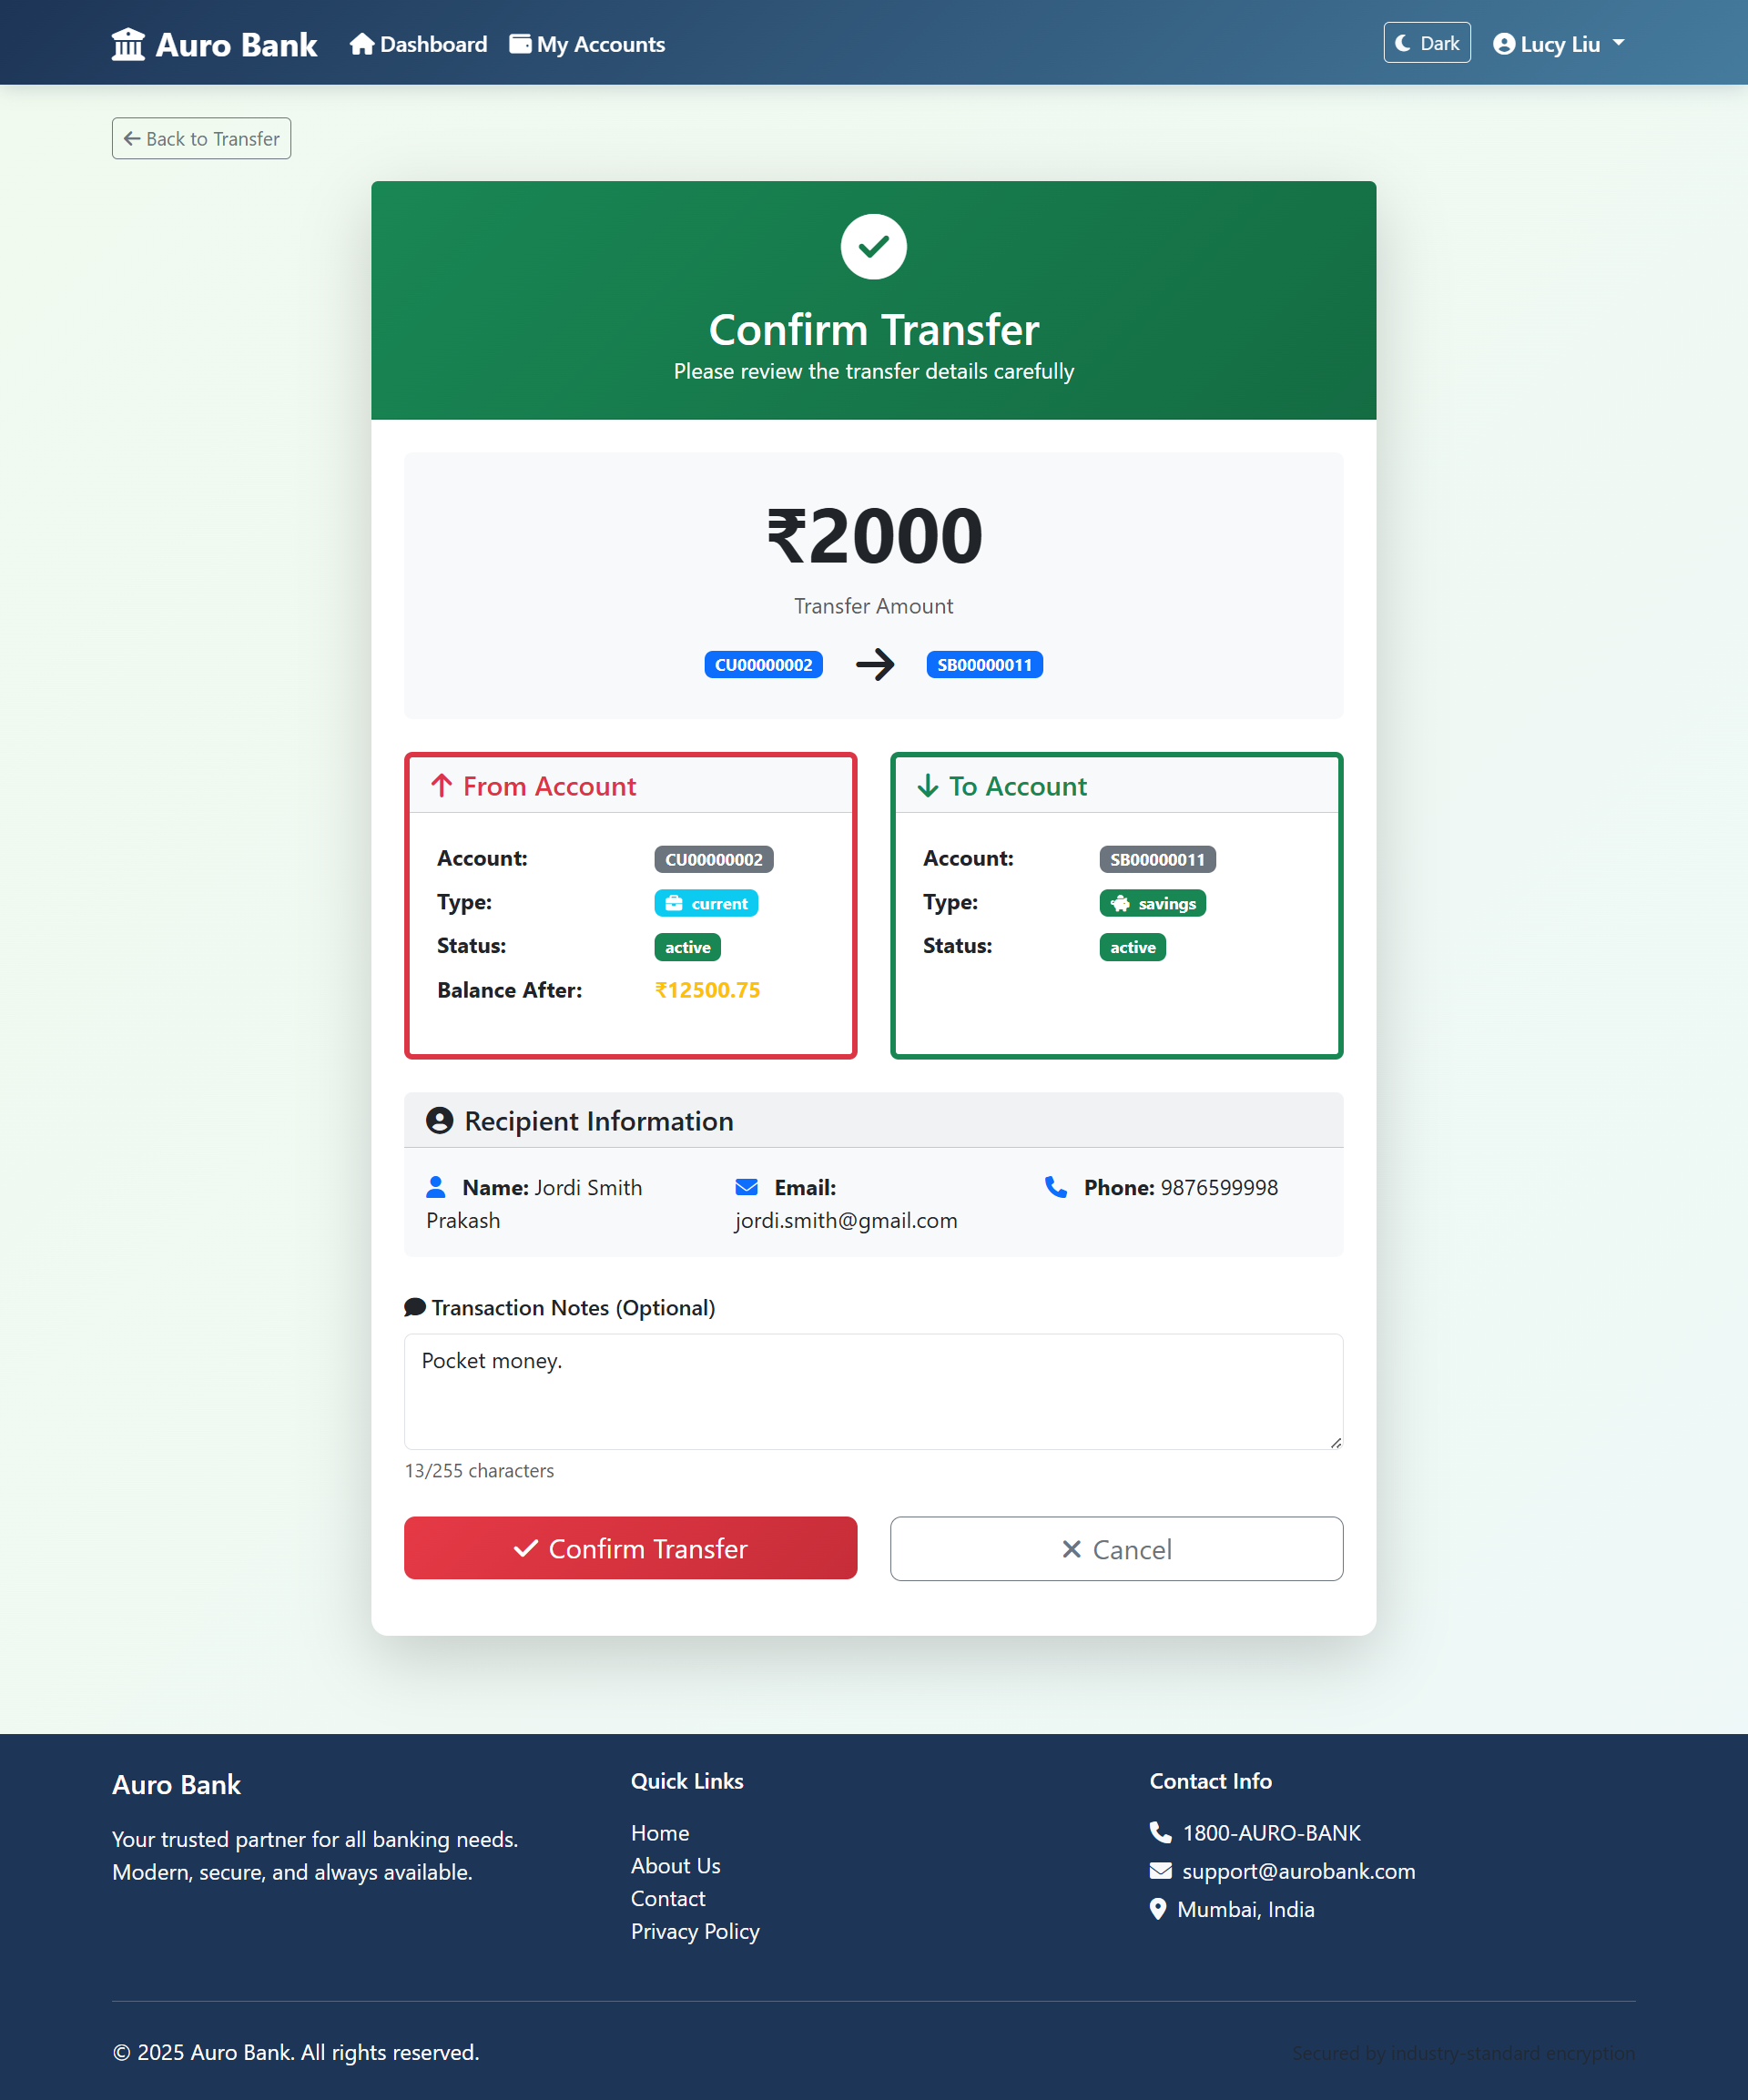 Auro Bank
Dashboard
My Accounts
Dark
Lucy Liu
Back to Transfer
Confirm Transfer
Please review the transfer details carefully
₹2000
Transfer Amount
CU00000002
SB00000011
From Account
Account: CU00000002
Type: current
Status: active
Balance After: ₹12500.75
To Account
Account: SB00000011
Type: savings
Status: active
Recipient Information
Name: Jordi Smith
Prakash
Email:
jordi.smith@gmail.com
Phone: 9876599998
Transaction Notes (Optional)
Pocket money.
13/255 characters
Confirm Transfer
Cancel
Auro Bank
Your trusted partner for all banking needs.
Modern, secure, and always available.
Quick Links
Home
About Us
Contact
Privacy Policy
Contact Info
1800-AURO-BANK
support@aurobank.com
Mumbai, India
© 2025 Auro Bank. All rights reserved.
Secured by industry-standard encryption